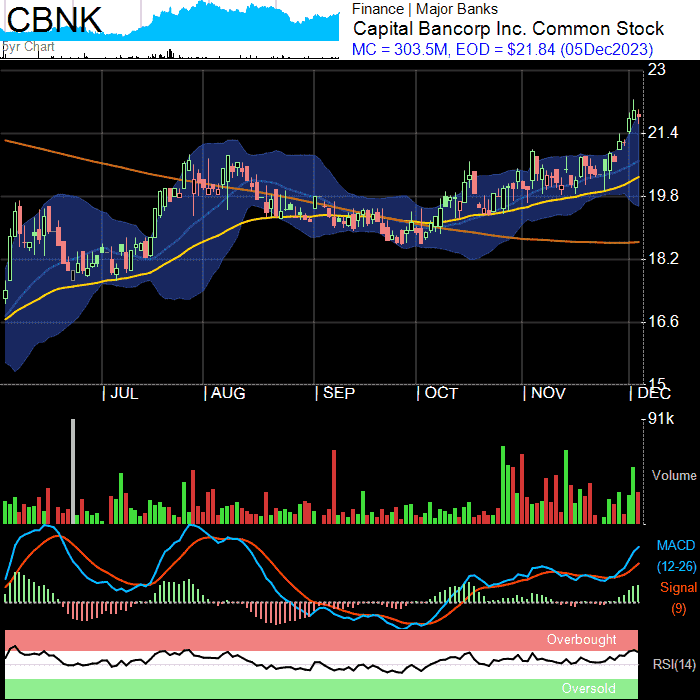 CBNK
5yr Chart
Finance | Major Banks
Capital Bancorp Inc. Common Stock
MC = 303.5M, EOD = $21.84 (05Dec2023)
23
21.4
19.8
18.2
16.6
15
JUL
AUG
SEP
OCT
NOV
DEC
91k
Volume
MACD
(12-26)
Signal
(9)
Overbought
RSI(14)
Oversold